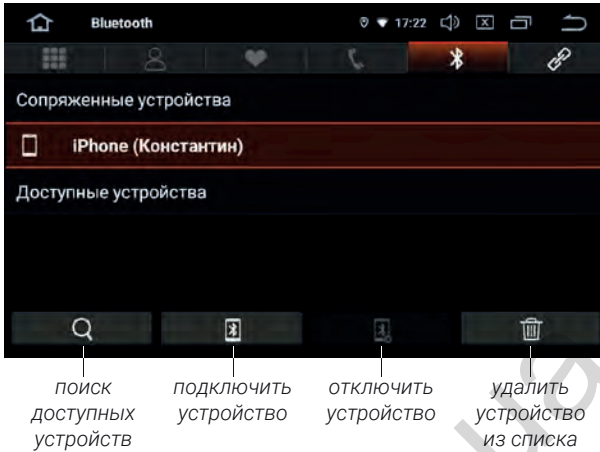 Bluetooth
17:22
Сопряженные устройства
iPhone (Константин)
Доступные устройства
поиск доступных устройств
подключить устройство
отключить устройство
удалить устройство из списка